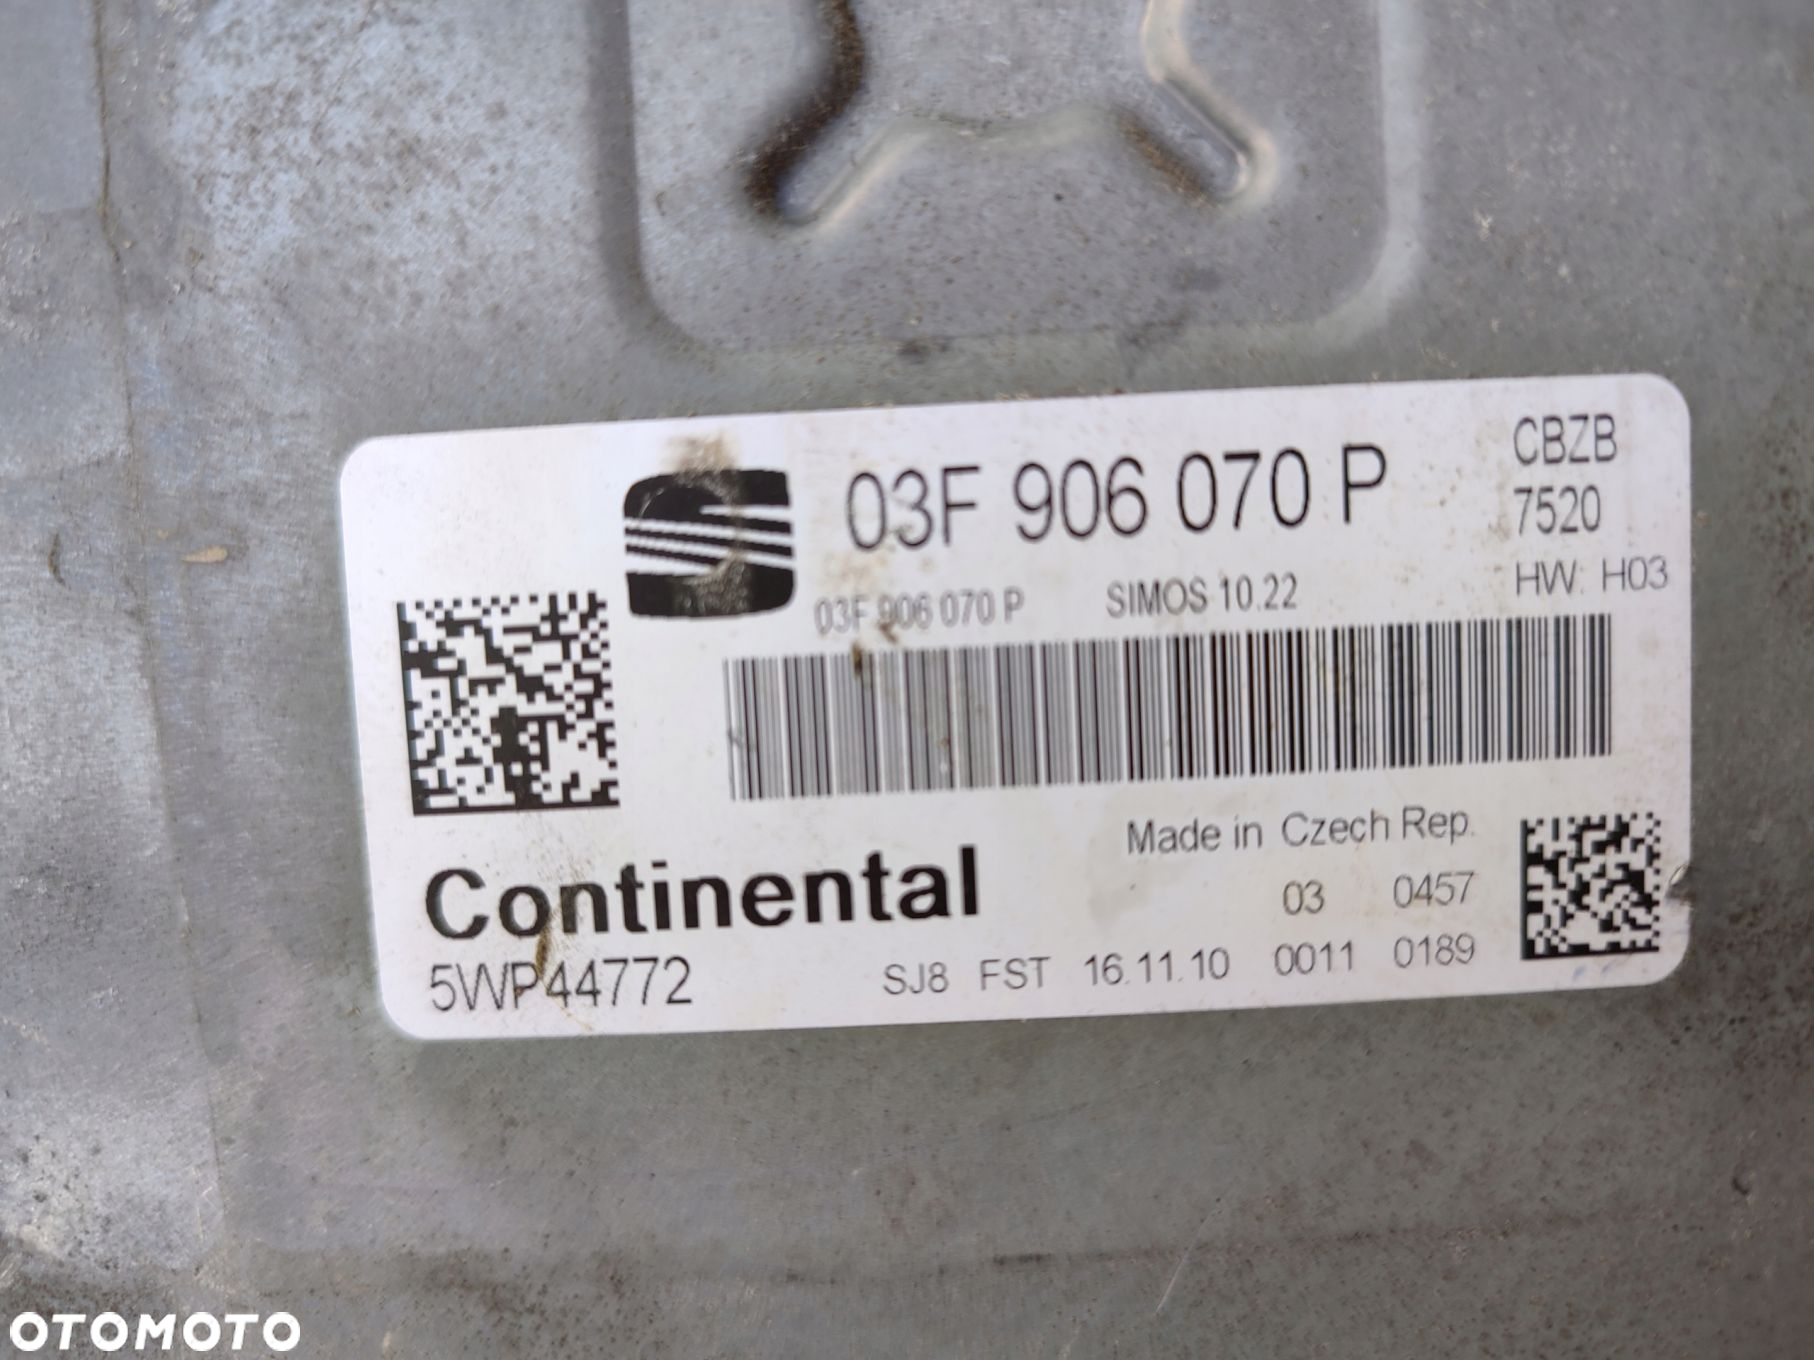 03F 906 070 P
CBZB
7520
HW: H03
03F 906 070 P SIMOS 10.22
Made in Czech Rep.
Continental
03 0457
5WP44772
SJ8 FST 16.11.10 0011 0189
OTOMOTO